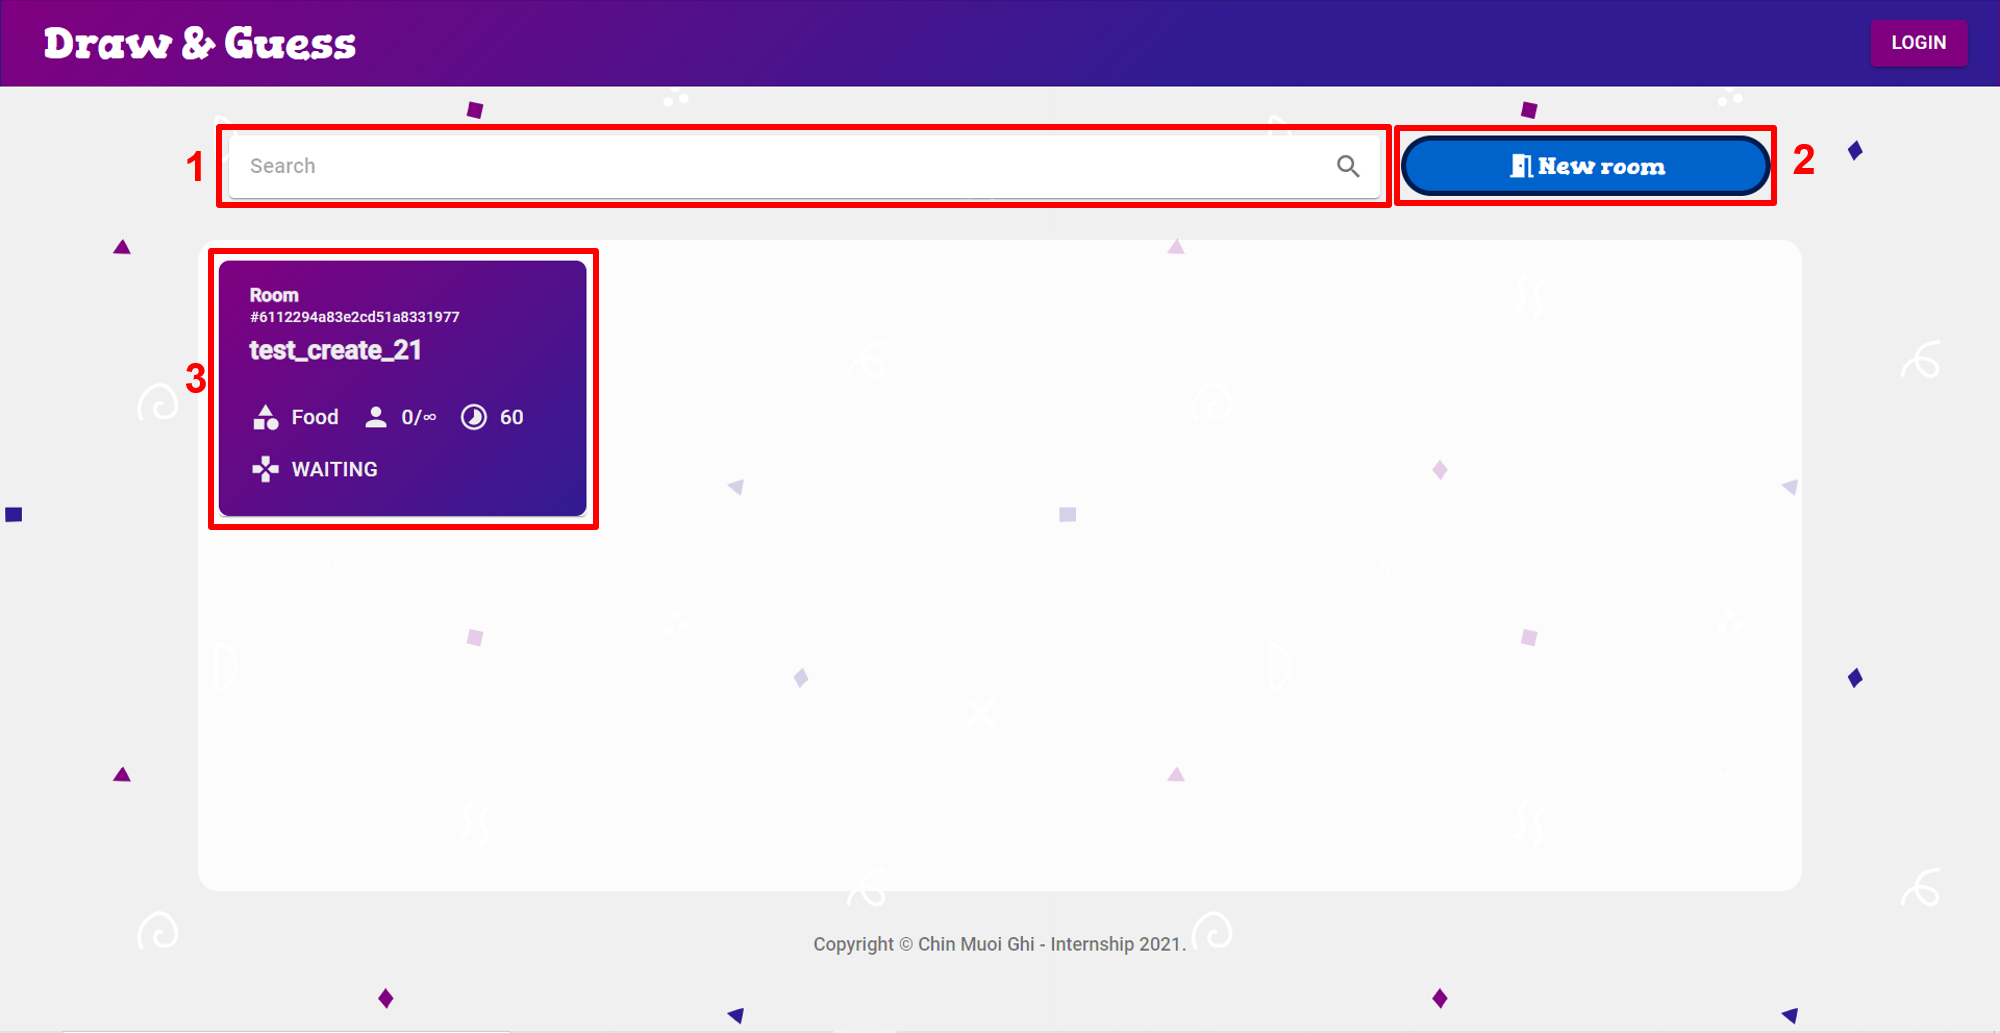 Draw & Guess
LOGIN
1
Search
New room
2
3
Room
#6112294a83e2cd51a8331977
test_create_21
Food 0/∞ 60
WAITING
Copyright © Chin Muoi Ghi - Internship 2021.